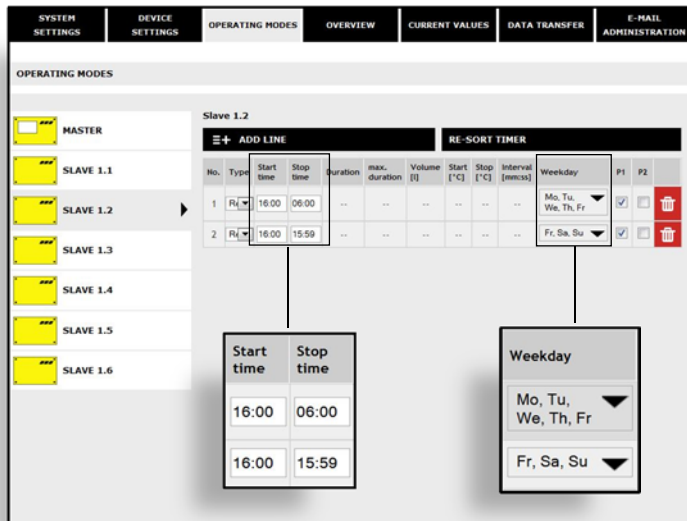 SYSTEM SETTINGS
DEVICE SETTINGS
OPERATING MODES
OVERVIEW
CURRENT VALUES
DATA TRANSFER
E-MAIL ADMINISTRATION
OPERATING MODES
MASTER
SLAVE 1.1
SLAVE 1.2
SLAVE 1.3
SLAVE 1.4
SLAVE 1.5
SLAVE 1.6
Slave 1.2
ADD LINE
RE-SORT TIMER
No. Type Start time Stop time Duration max. duration Volume [l] Start [°C] Stop [°C] Interval [mm:ss] Weekday P1 P2
1 Re 16:00 06:00 -- -- -- -- -- -- Mo, Tu, We, Th, Fr
2 Re 16:00 15:59 -- -- -- -- -- -- Fr, Sa, Su
Start time
Stop time
16:00 06:00
16:00 15:59
Weekday
Mo, Tu,
We, Th, Fr
Fr, Sa, Su